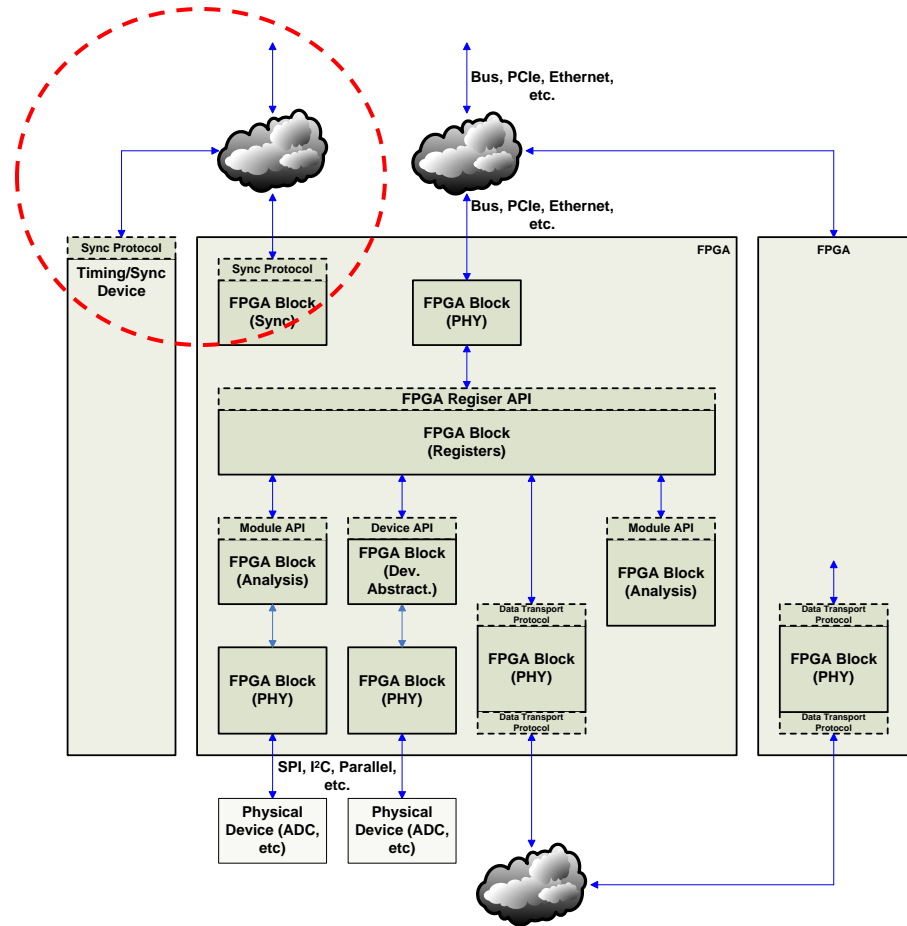 Bus, PCIe, Ethernet,
etc.
Bus, PCIe, Ethernet,
etc.
Sync Protocol
Timing/Sync
Device
FPGA
FPGA
Sync Protocol
FPGA Block
(Sync)
FPGA Block
(PHY)
FPGA Regiser API
FPGA Block
(Registers)
Module API
FPGA Block
(Analysis)
Device API
FPGA Block
(Dev.
Abstract.)
Module API
FPGA Block
(Analysis)
Data Transport
Protocol
FPGA Block
(PHY)
Data Transport
Protocol
Data Transport
Protocol
FPGA Block
(PHY)
Data Transport
Protocol
FPGA Block
(PHY)
FPGA Block
(PHY)
SPI, I²C, Parallel,
etc.
Physical
Device (ADC,
etc)
Physical
Device (ADC,
etc)